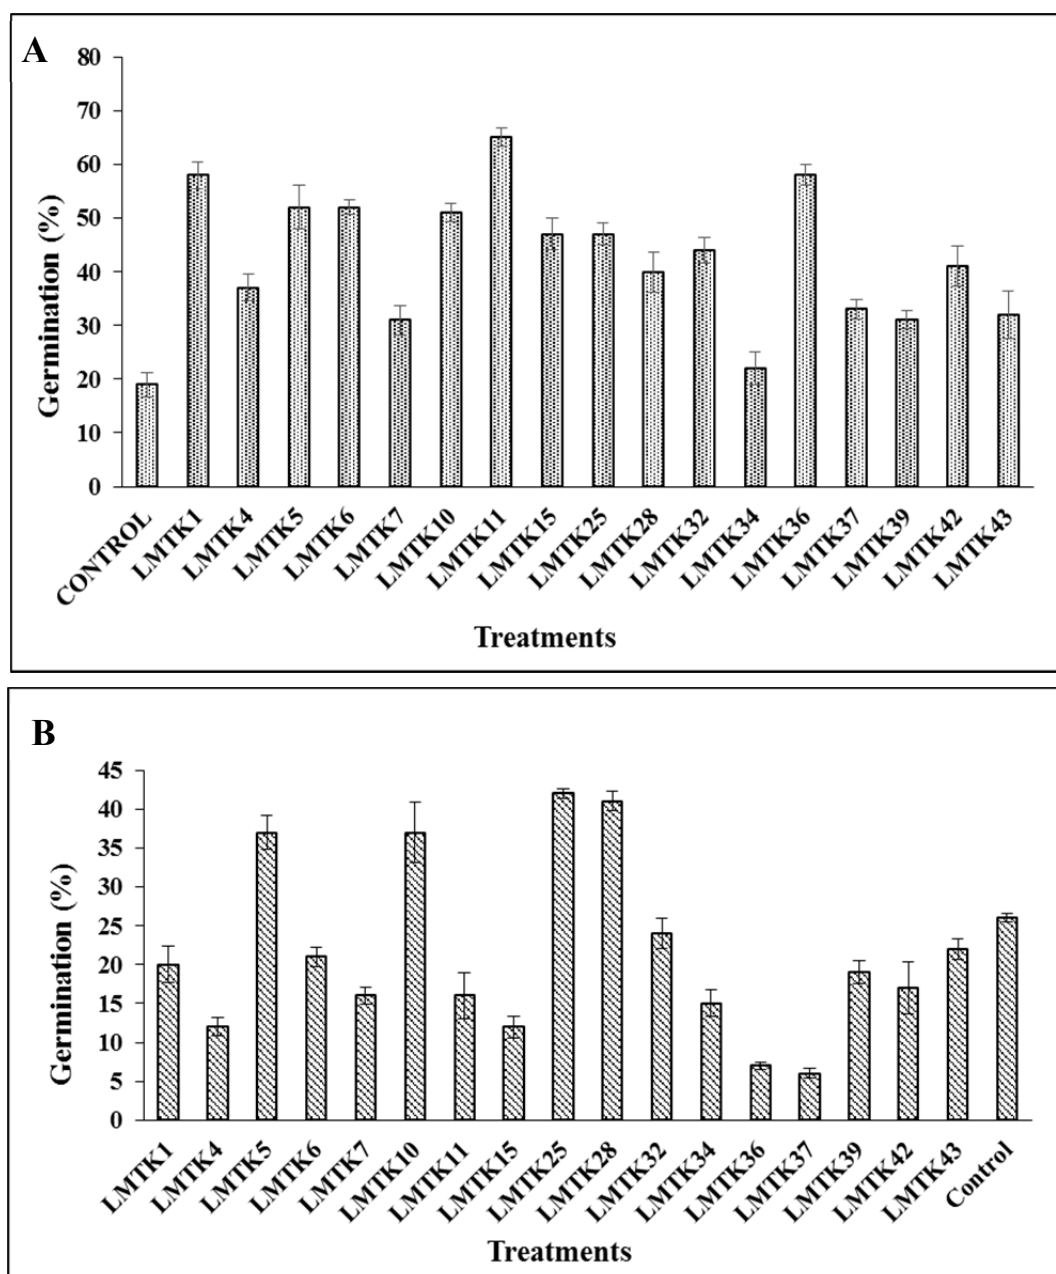 A
80
70
60
50
40
30
20
10
0
Germination (%)
CONTROL
LMTK1
LMTK4
LMTK5
LMTK6
LMTK7
LMTK10
LMTK11
LMTK15
LMTK25
LMTK28
LMTK32
LMTK34
LMTK36
LMTK37
LMTK39
LMTK42
LMTK43
Treatments
B
45
40
35
30
25
20
15
10
5
0
Germination (%)
LMTK1
LMTK4
LMTK5
LMTK6
LMTK7
LMTK10
LMTK11
LMTK15
LMTK25
LMTK28
LMTK32
LMTK34
LMTK36
LMTK37
LMTK39
LMTK42
LMTK43
Control
Treatments